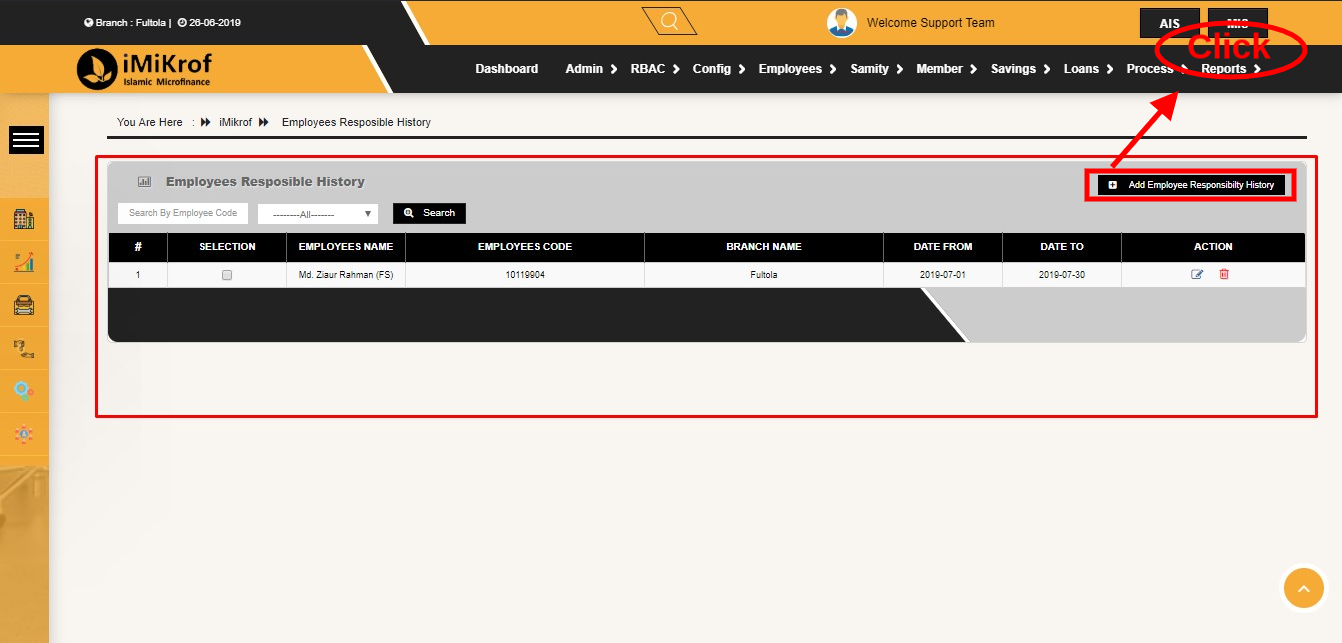 Branch : Fultola | 26-06-2019
Welcome Support Team
AIS MIS
Click
iMiKrof
Islamic Microfinance
Dashboard Admin RBAC Config Employees Samity Member Savings Loans Process Reports
You Are Here : iMikrof Employees Resposible History
Employees Resposible History
Add Employee Responsibilty History
Search By Employee Code --------All------- Search
# SELECTION EMPLOYEES NAME EMPLOYEES CODE BRANCH NAME DATE FROM DATE TO ACTION
1 Md. Ziaur Rahman (FS) 10119904 Fultola 2019-07-01 2019-07-30